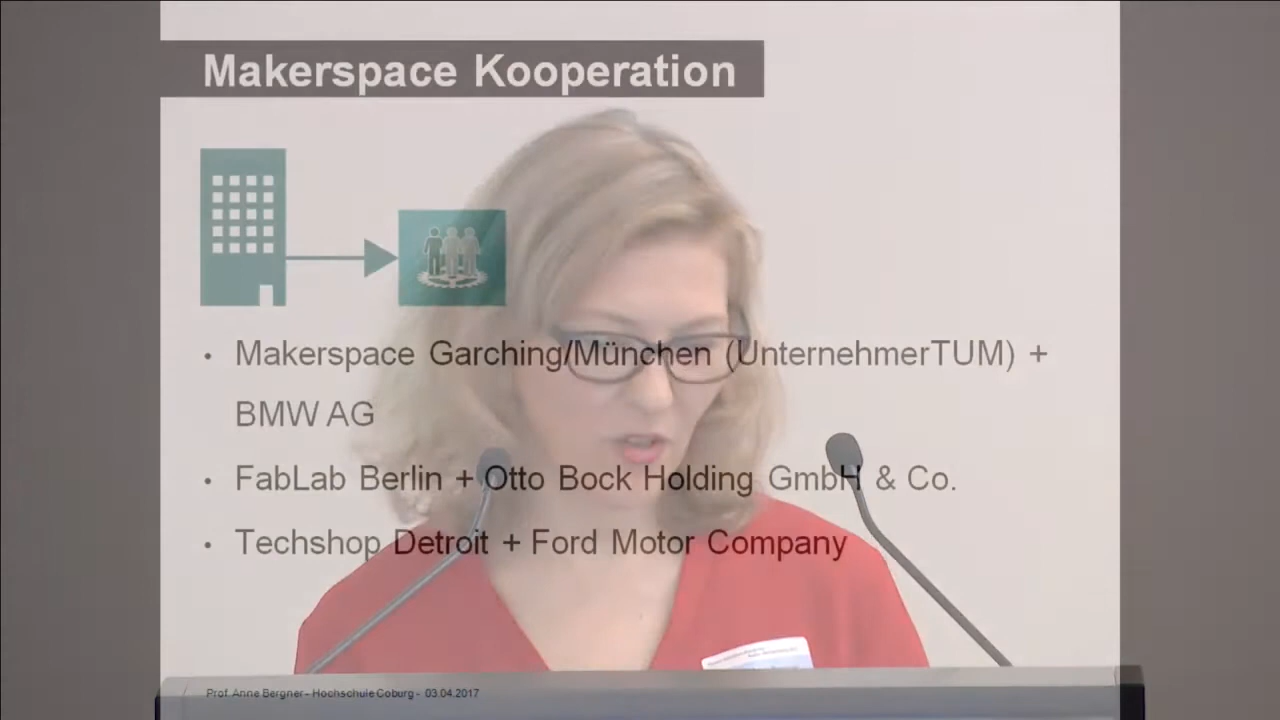 Makerspace Kooperation
• Makerspace Garching/München (UnternehmerTUM) +
BMW AG
• FabLab Berlin + Otto Bock Holding GmbH & Co.
• Techshop Detroit + Ford Motor Company
Prof. Anne Bergner - Hochschule Coburg - 03.04.2017